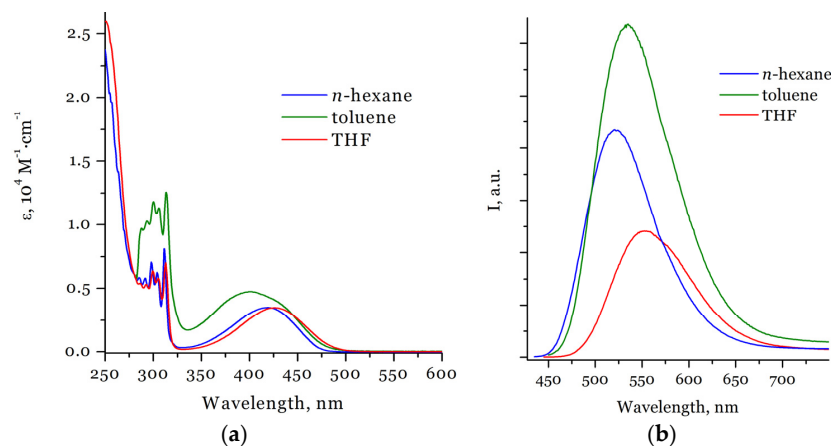 2.5
2.0
1.5
1.0
0.5
0.0
ε, 10⁴ M⁻¹·cm⁻¹
n-hexane
toluene
THF
250 300 350 400 450 500 550 600
Wavelength, nm
(a)
I, a.u.
n-hexane
toluene
THF
450 500 550 600 650 700
Wavelength, nm
(b)